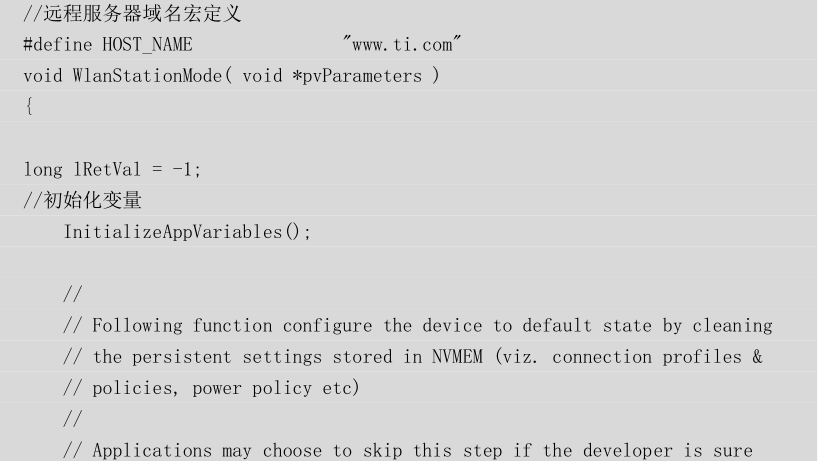 //远程服务器域名宏定义
#define HOST_NAME                "www.ti.com"
void WlanStationMode( void *pvParameters )
{
long lRetVal = -1;
//初始化变量
    InitializeAppVariables();
    //
    // Following function configure the device to default state by cleaning
    // the persistent settings stored in NVMEM (viz. connection profiles &
    // policies, power policy etc)
    //
    // Applications may choose to skip this step if the developer is sure